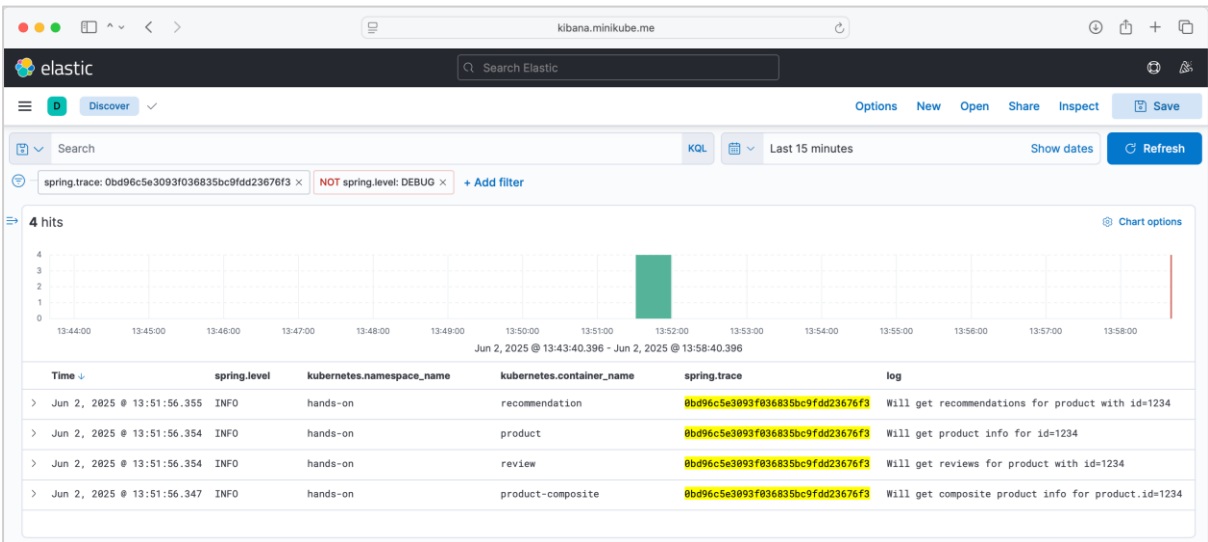 kibana.minikube.me
elastic
Search Elastic
D Discover Options New Open Share Inspect Save
Search KQL Last 15 minutes Show dates Refresh
spring.trace: 0bd96c5e3093f036835bc9fdd23676f3 × NOT spring.level: DEBUG × + Add filter
4 hits Chart options
4
3
2
1
0
13:44:00 13:45:00 13:46:00 13:47:00 13:48:00 13:49:00 13:50:00 13:51:00 13:52:00 13:53:00 13:54:00 13:55:00 13:56:00 13:57:00 13:58:00
Jun 2, 2025 @ 13:43:40.396 - Jun 2, 2025 @ 13:58:40.396
Time spring.level kubernetes.namespace_name kubernetes.container_name spring.trace log
Jun 2, 2025 @ 13:51:56.355 INFO hands-on recommendation 0bd96c5e3093f036835bc9fdd23676f3 Will get recommendations for product with id=1234
Jun 2, 2025 @ 13:51:56.354 INFO hands-on product 0bd96c5e3093f036835bc9fdd23676f3 Will get product info for id=1234
Jun 2, 2025 @ 13:51:56.354 INFO hands-on review 0bd96c5e3093f036835bc9fdd23676f3 Will get reviews for product with id=1234
Jun 2, 2025 @ 13:51:56.347 INFO hands-on product-composite 0bd96c5e3093f036835bc9fdd23676f3 Will get composite product info for product.id=1234